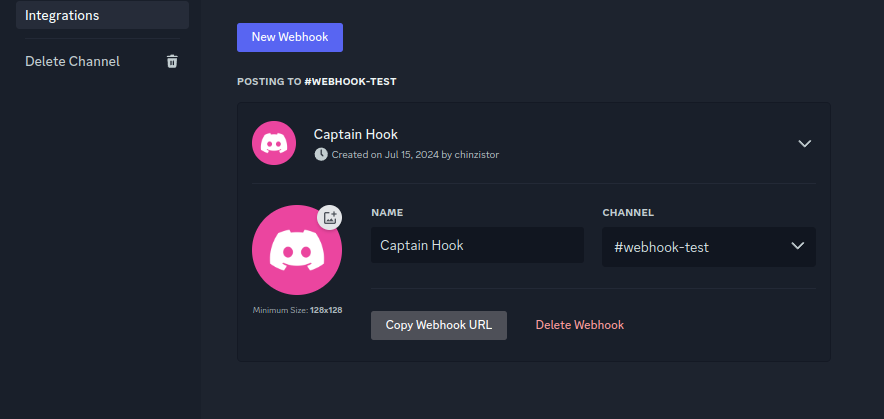 Integrations
Delete Channel
New Webhook
POSTING TO #WEBHOOK-TEST
Captain Hook
Created on Jul 15, 2024 by chinzistor
NAME
CHANNEL
Captain Hook
#webhook-test
Minimum Size: 128x128
Copy Webhook URL
Delete Webhook